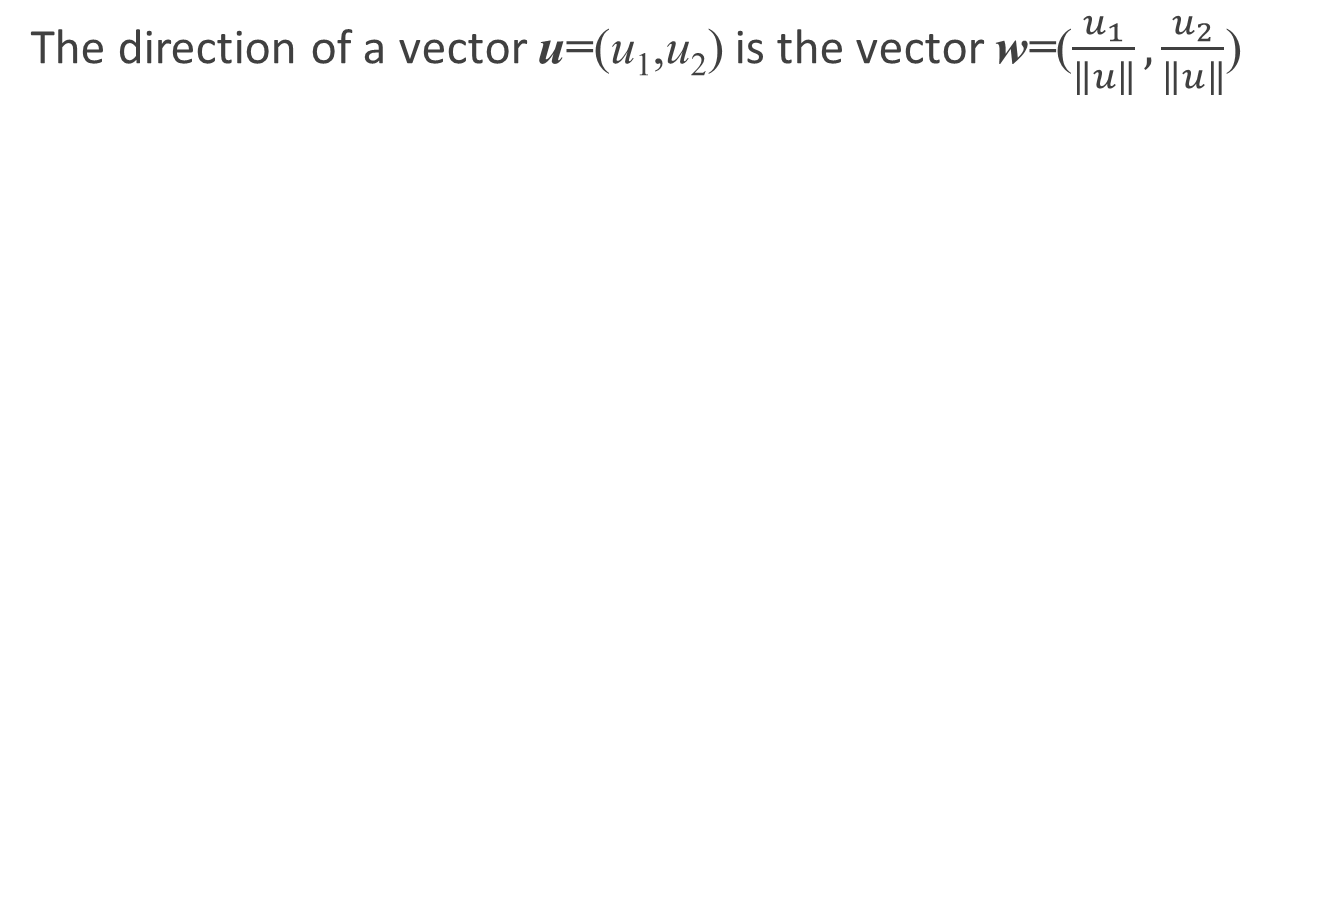 The direction of a vector u=(u₁,u₂) is the vector w=(u₁/‖u‖, u₂/‖u‖)